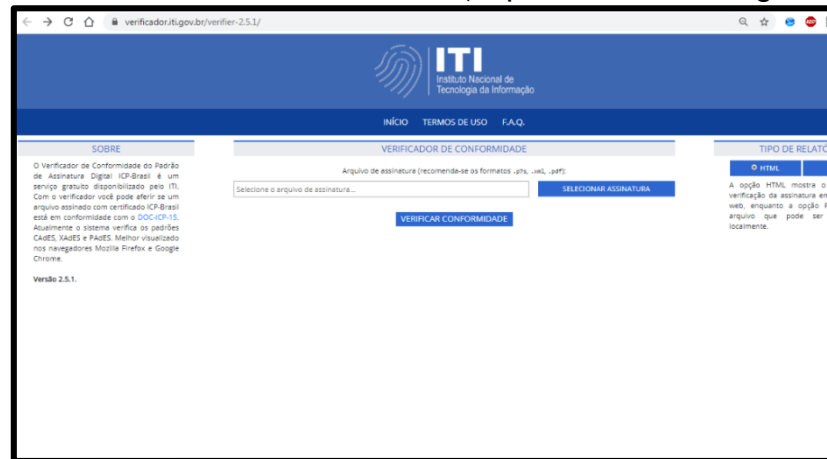 verificador.iti.gov.br/verifier-2.5.1/
ITI
Instituto Nacional de
Tecnologia da Informação
INÍCIO TERMOS DE USO F.A.Q.
SOBRE
O Verificador de Conformidade do Padrão
de Assinatura Digital ICP-Brasil é um
serviço gratuito disponibilizado pelo ITI.
Com o verificador você pode aferir se um
arquivo assinado com certificado ICP-Brasil
está em conformidade com o DOC-ICP-15.
Atualmente o sistema verifica os padrões
CAdES, XAdES e PAdES. Melhor visualizado
nos navegadores Mozilla Firefox e Google
Chrome.
Versão 2.5.1.
VERIFICADOR DE CONFORMIDADE
Arquivo de assinatura (recomenda-se os formatos .p7s, .xml, .pdf):
Selecione o arquivo de assinatura... SELECIONAR ASSINATURA
VERIFICAR CONFORMIDADE
TIPO DE RELATÓ
HTML
A opção HTML mostra o
verificação da assinatura em
web, enquanto a opção
arquivo que pode ser
localmente.